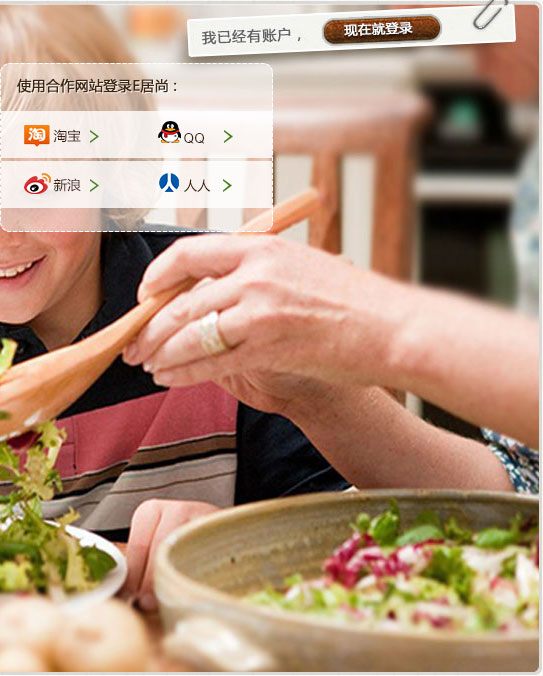 我已经有账户，
现在就登录
使用合作网站登录E居尚：
淘 淘宝
QQ
新浪
人人